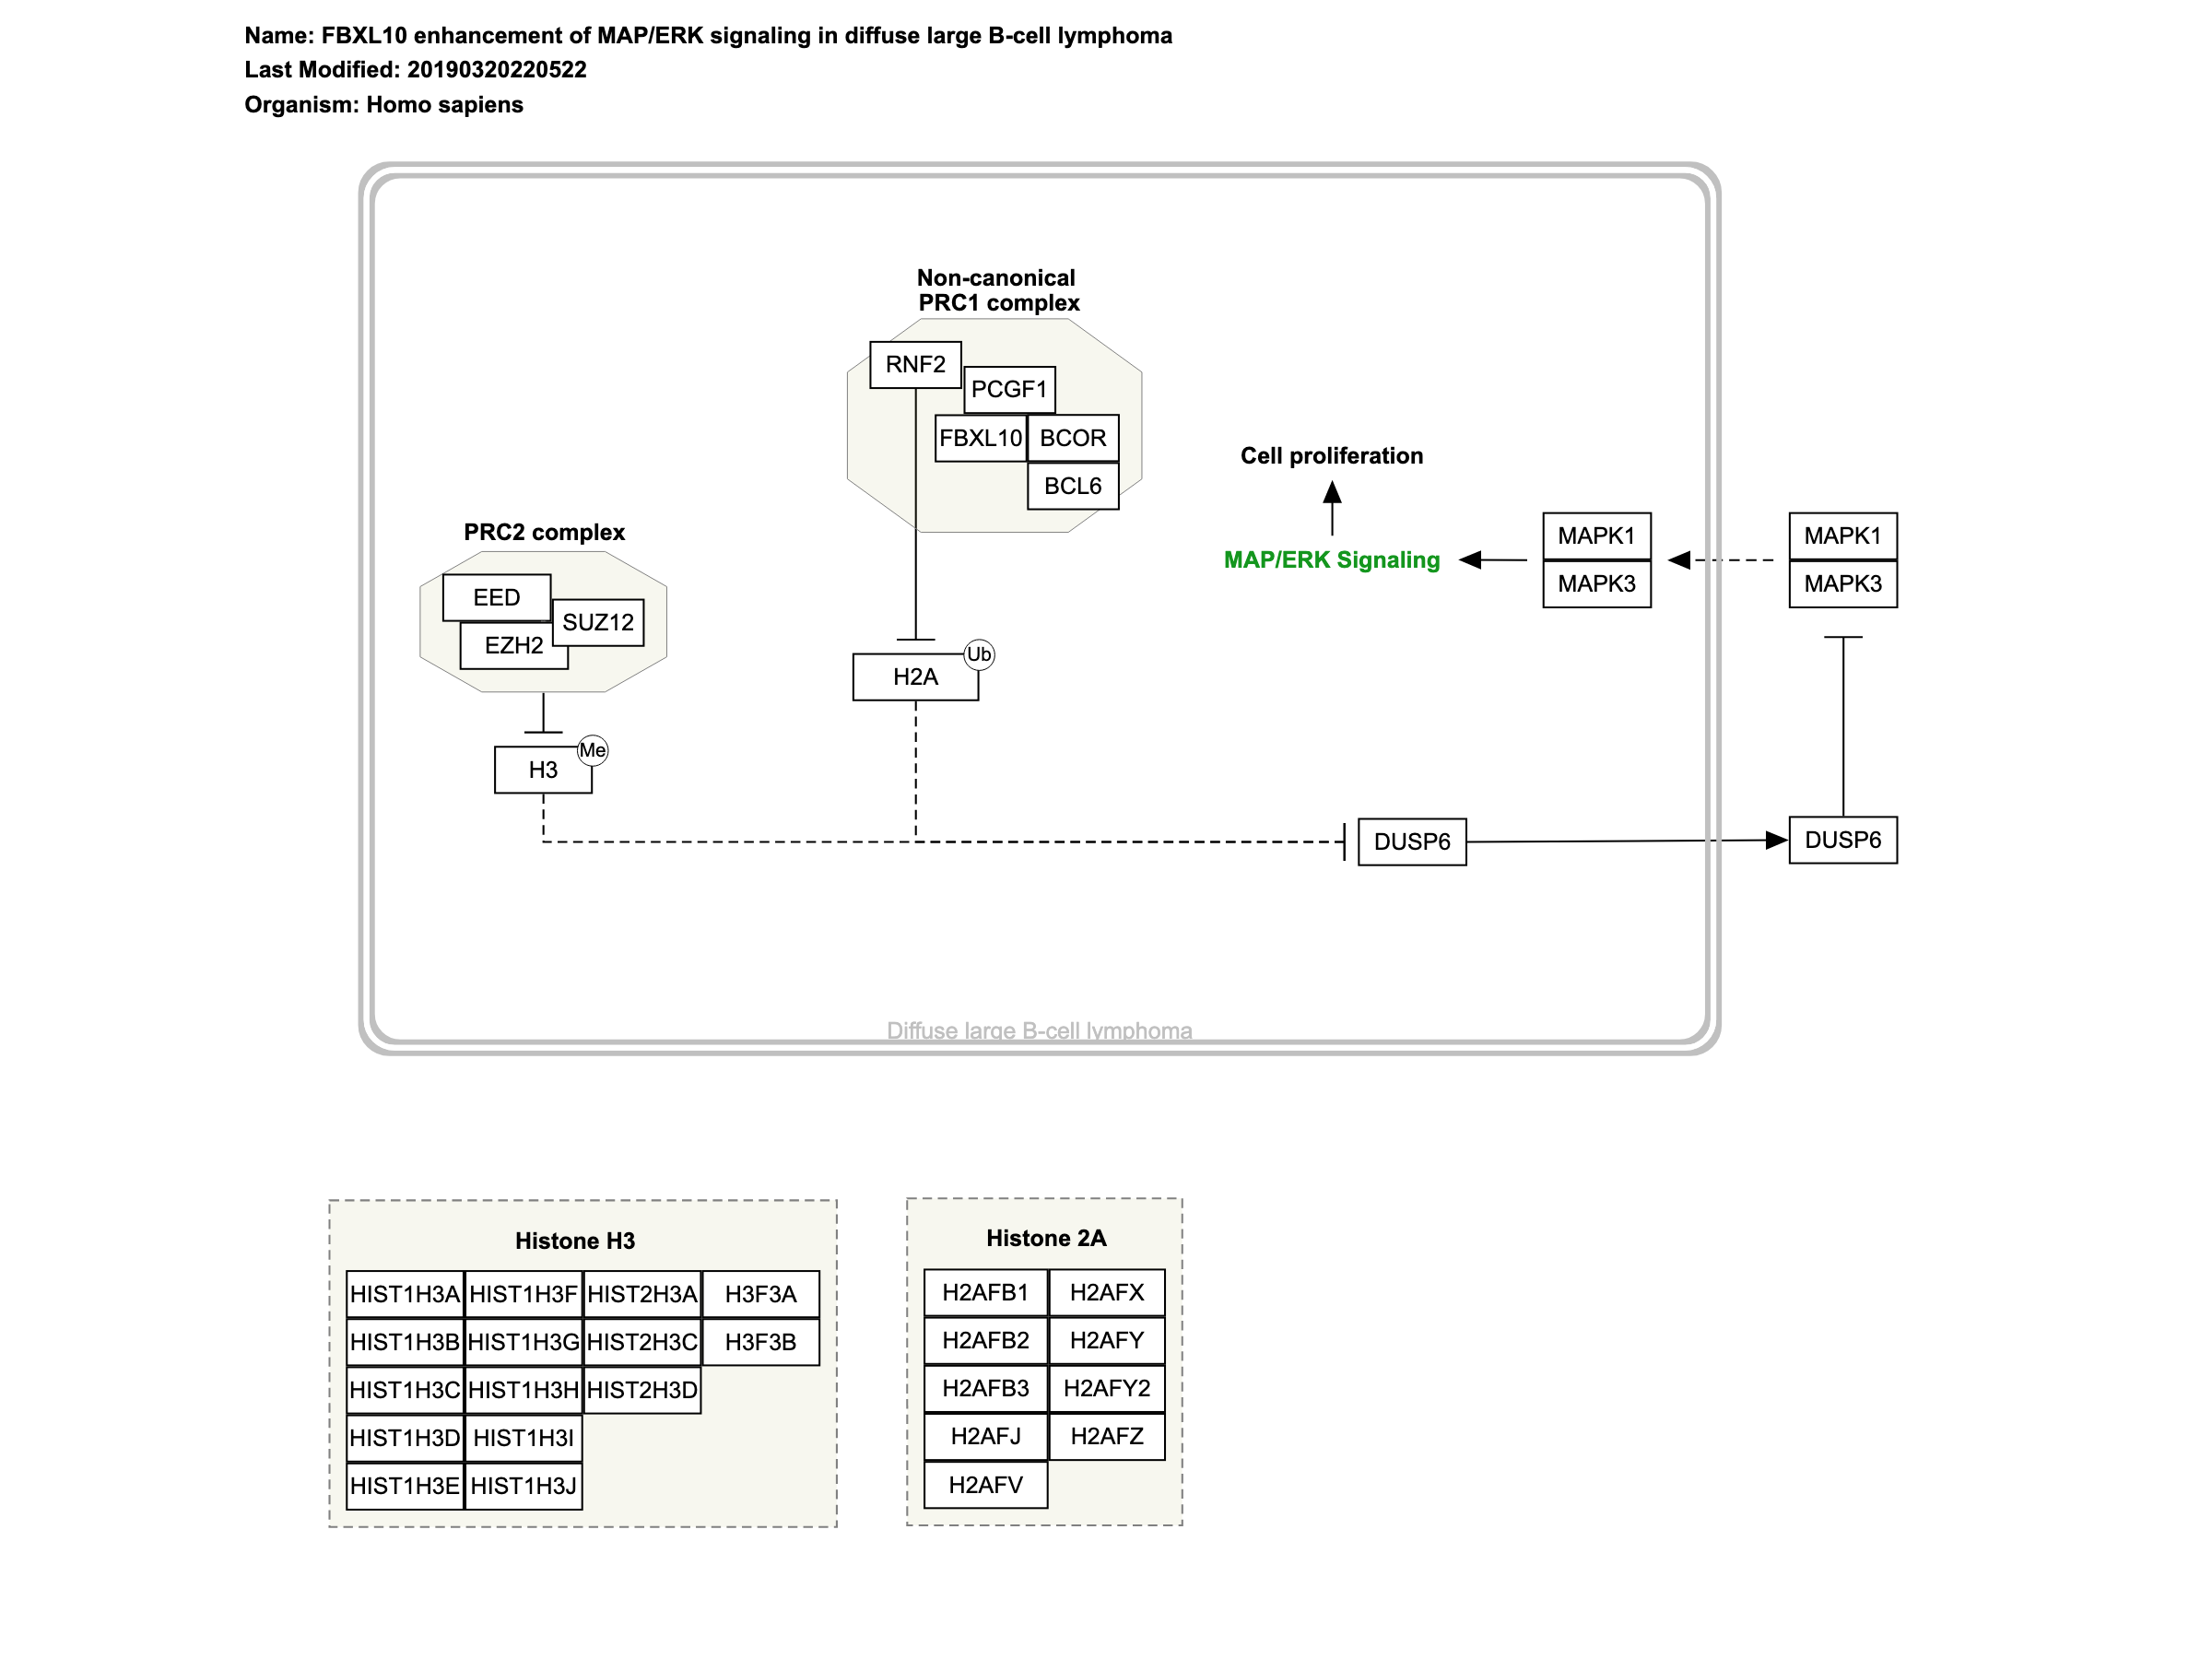 Name: FBXL10 enhancement of MAP/ERK signaling in diffuse large B-cell lymphoma
Last Modified: 20190320220522
Organism: Homo sapiens
Non-canonical
PRC1 complex
RNF2
PCGF1
FBXL10
BCOR
BCL6
Cell proliferation
MAP/ERK Signaling
MAPK1
MAPK3
MAPK1
MAPK3
PRC2 complex
EED
SUZ12
EZH2
H2A
Ub
H3
Me
DUSP6
DUSP6
Diffuse large B-cell lymphoma
Histone H3
HIST1H3A HIST1H3F HIST2H3A H3F3A
HIST1H3B HIST1H3G HIST2H3C H3F3B
HIST1H3C HIST1H3H HIST2H3D
HIST1H3D HIST1H3I
HIST1H3E HIST1H3J
Histone 2A
H2AFB1 H2AFX
H2AFB2 H2AFY
H2AFB3 H2AFY2
H2AFJ H2AFZ
H2AFV